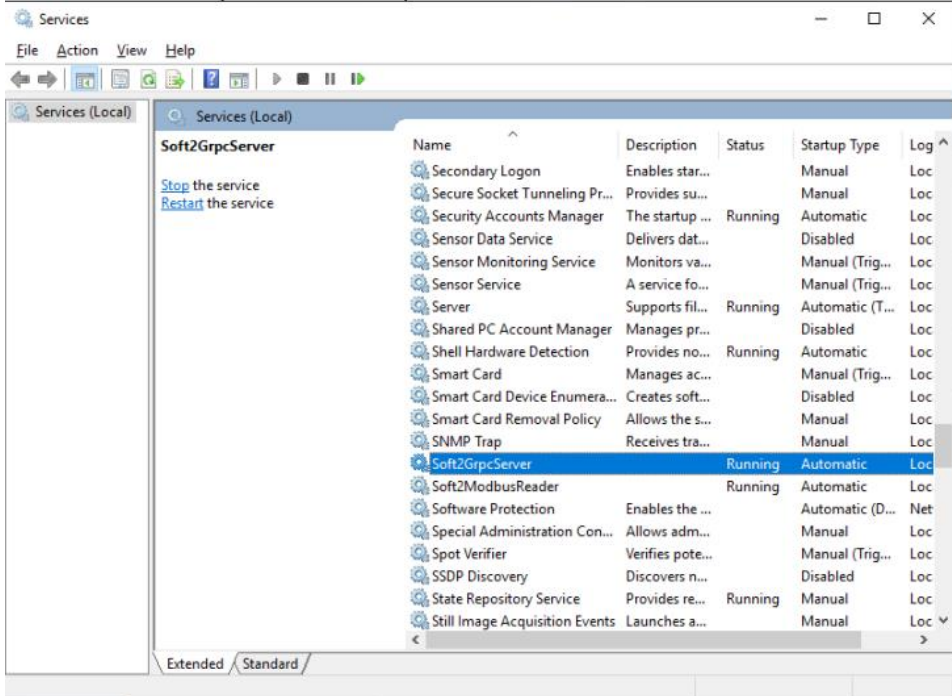 Services
File Action View Help
Services (Local)
Services (Local)
Soft2GrpcServer
Stop the service
Restart the service
Name Description Status Startup Type Log
Secondary Logon Enables star... Manual Loc
Secure Socket Tunneling Pr... Provides su... Manual Loc
Security Accounts Manager The startup ... Running Automatic Loc
Sensor Data Service Delivers dat... Disabled Loc
Sensor Monitoring Service Monitors va... Manual (Trig... Loc
Sensor Service A service fo... Manual (Trig... Loc
Server Supports fil... Running Automatic (T... Loc
Shared PC Account Manager Manages pr... Disabled Loc
Shell Hardware Detection Provides no... Running Automatic Loc
Smart Card Manages ac... Manual (Trig... Loc
Smart Card Device Enumera... Creates soft... Disabled Loc
Smart Card Removal Policy Allows the s... Manual Loc
SNMP Trap Receives tra... Manual Loc
Soft2GrpcServer Running Automatic Loc
Soft2ModbusReader Running Automatic Loc
Software Protection Enables the ... Automatic (D... Net
Special Administration Con... Allows adm... Manual Loc
Spot Verifier Verifies pote... Manual (Trig... Loc
SSDP Discovery Discovers n... Disabled Loc
State Repository Service Provides re... Running Manual Loc
Still Image Acquisition Events Launches a... Manual Loc
Extended Standard